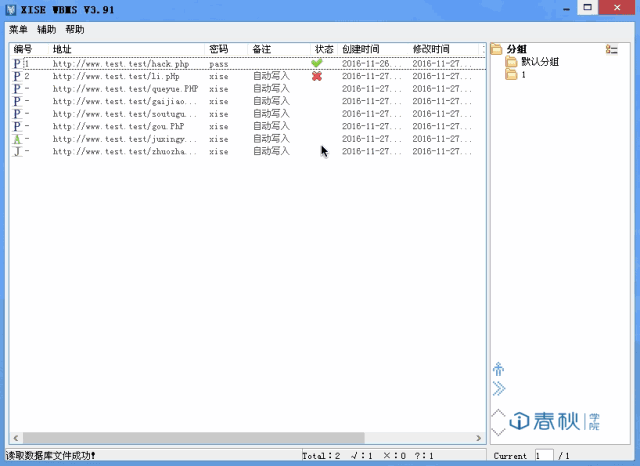 XISE WBMS V3.91
菜单 辅助 帮助
编号 地址 密码 备注 状态 创建时间 修改时间
P 1 http://www.test.test/hack.php pass 2016-11-26... 2016-11-27...
P 2 http://www.test.test/li.pHp xise 自动写入 2016-11-27... 2016-11-27...
P - http://www.test.test/queyue.PHP xise 自动写入 2016-11-27... 2016-11-27...
P - http://www.test.test/gaijiao... xise 自动写入 2016-11-27... 2016-11-27...
P - http://www.test.test/soutugu... xise 自动写入 2016-11-27... 2016-11-27...
P - http://www.test.test/gou.PhP xise 自动写入 2016-11-27... 2016-11-27...
A - http://www.test.test/juxingy... xise 自动写入 2016-11-27... 2016-11-27...
J - http://www.test.test/zhuozha... xise 自动写入 2016-11-27... 2016-11-27...
分组
默认分组
1
春秋学院
读取数据库文件成功!
Total:2 √:1 ×:0 ?:1
Current 1 /1